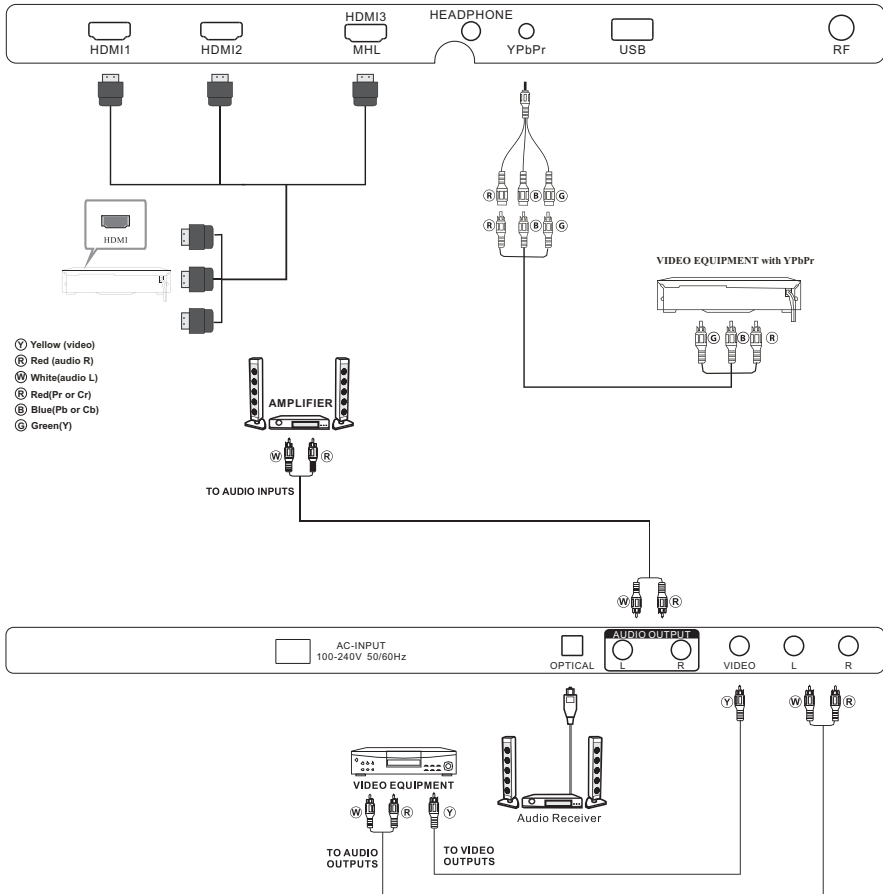 HDMI1
HDMI2
HDMI3
MHL
HEADPHONE
YPbPr
USB
RF
HDMI
R
B
G
R
B
G
VIDEO EQUIPMENT with YPbPr
G
B
R
Y Yellow (video)
R Red (audio R)
W White(audio L)
R Red(Pr or Cr)
B Blue(Pb or Cb)
G Green(Y)
AMPLIFIER
W
R
TO AUDIO INPUTS
W
R
AC-INPUT
100-240V 50/60Hz
OPTICAL
AUDIO OUTPUT
L
R
VIDEO
L
R
Y
W
R
VIDEO EQUIPMENT
W
R
Y
Audio Receiver
TO AUDIO
OUTPUTS
TO VIDEO
OUTPUTS